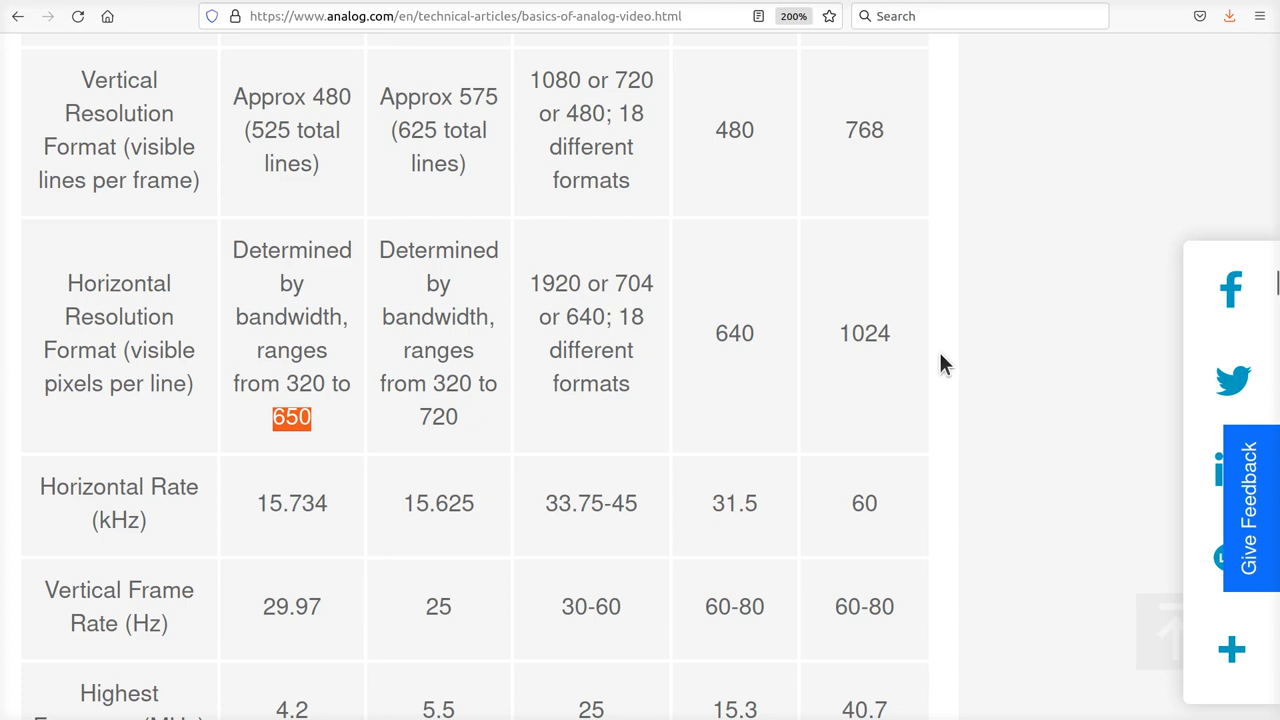 https://www.analog.com/en/technical-articles/basics-of-analog-video.html
200%
Search
Vertical
Resolution
Format (visible
lines per frame)
Approx 480
(525 total
lines)
Approx 575
(625 total
lines)
1080 or 720
or 480; 18
different
formats
480
768
Horizontal
Resolution
Format (visible
pixels per line)
Determined
by
bandwidth,
ranges
from 320 to
650
Determined
by
bandwidth,
ranges
from 320 to
720
1920 or 704
or 640; 18
different
formats
640
1024
Horizontal Rate
(kHz)
15.734
15.625
33.75-45
31.5
60
Vertical Frame
Rate (Hz)
29.97
25
30-60
60-80
60-80
Highest
4.2
5.5
25
15.3
40.7
Give Feedback